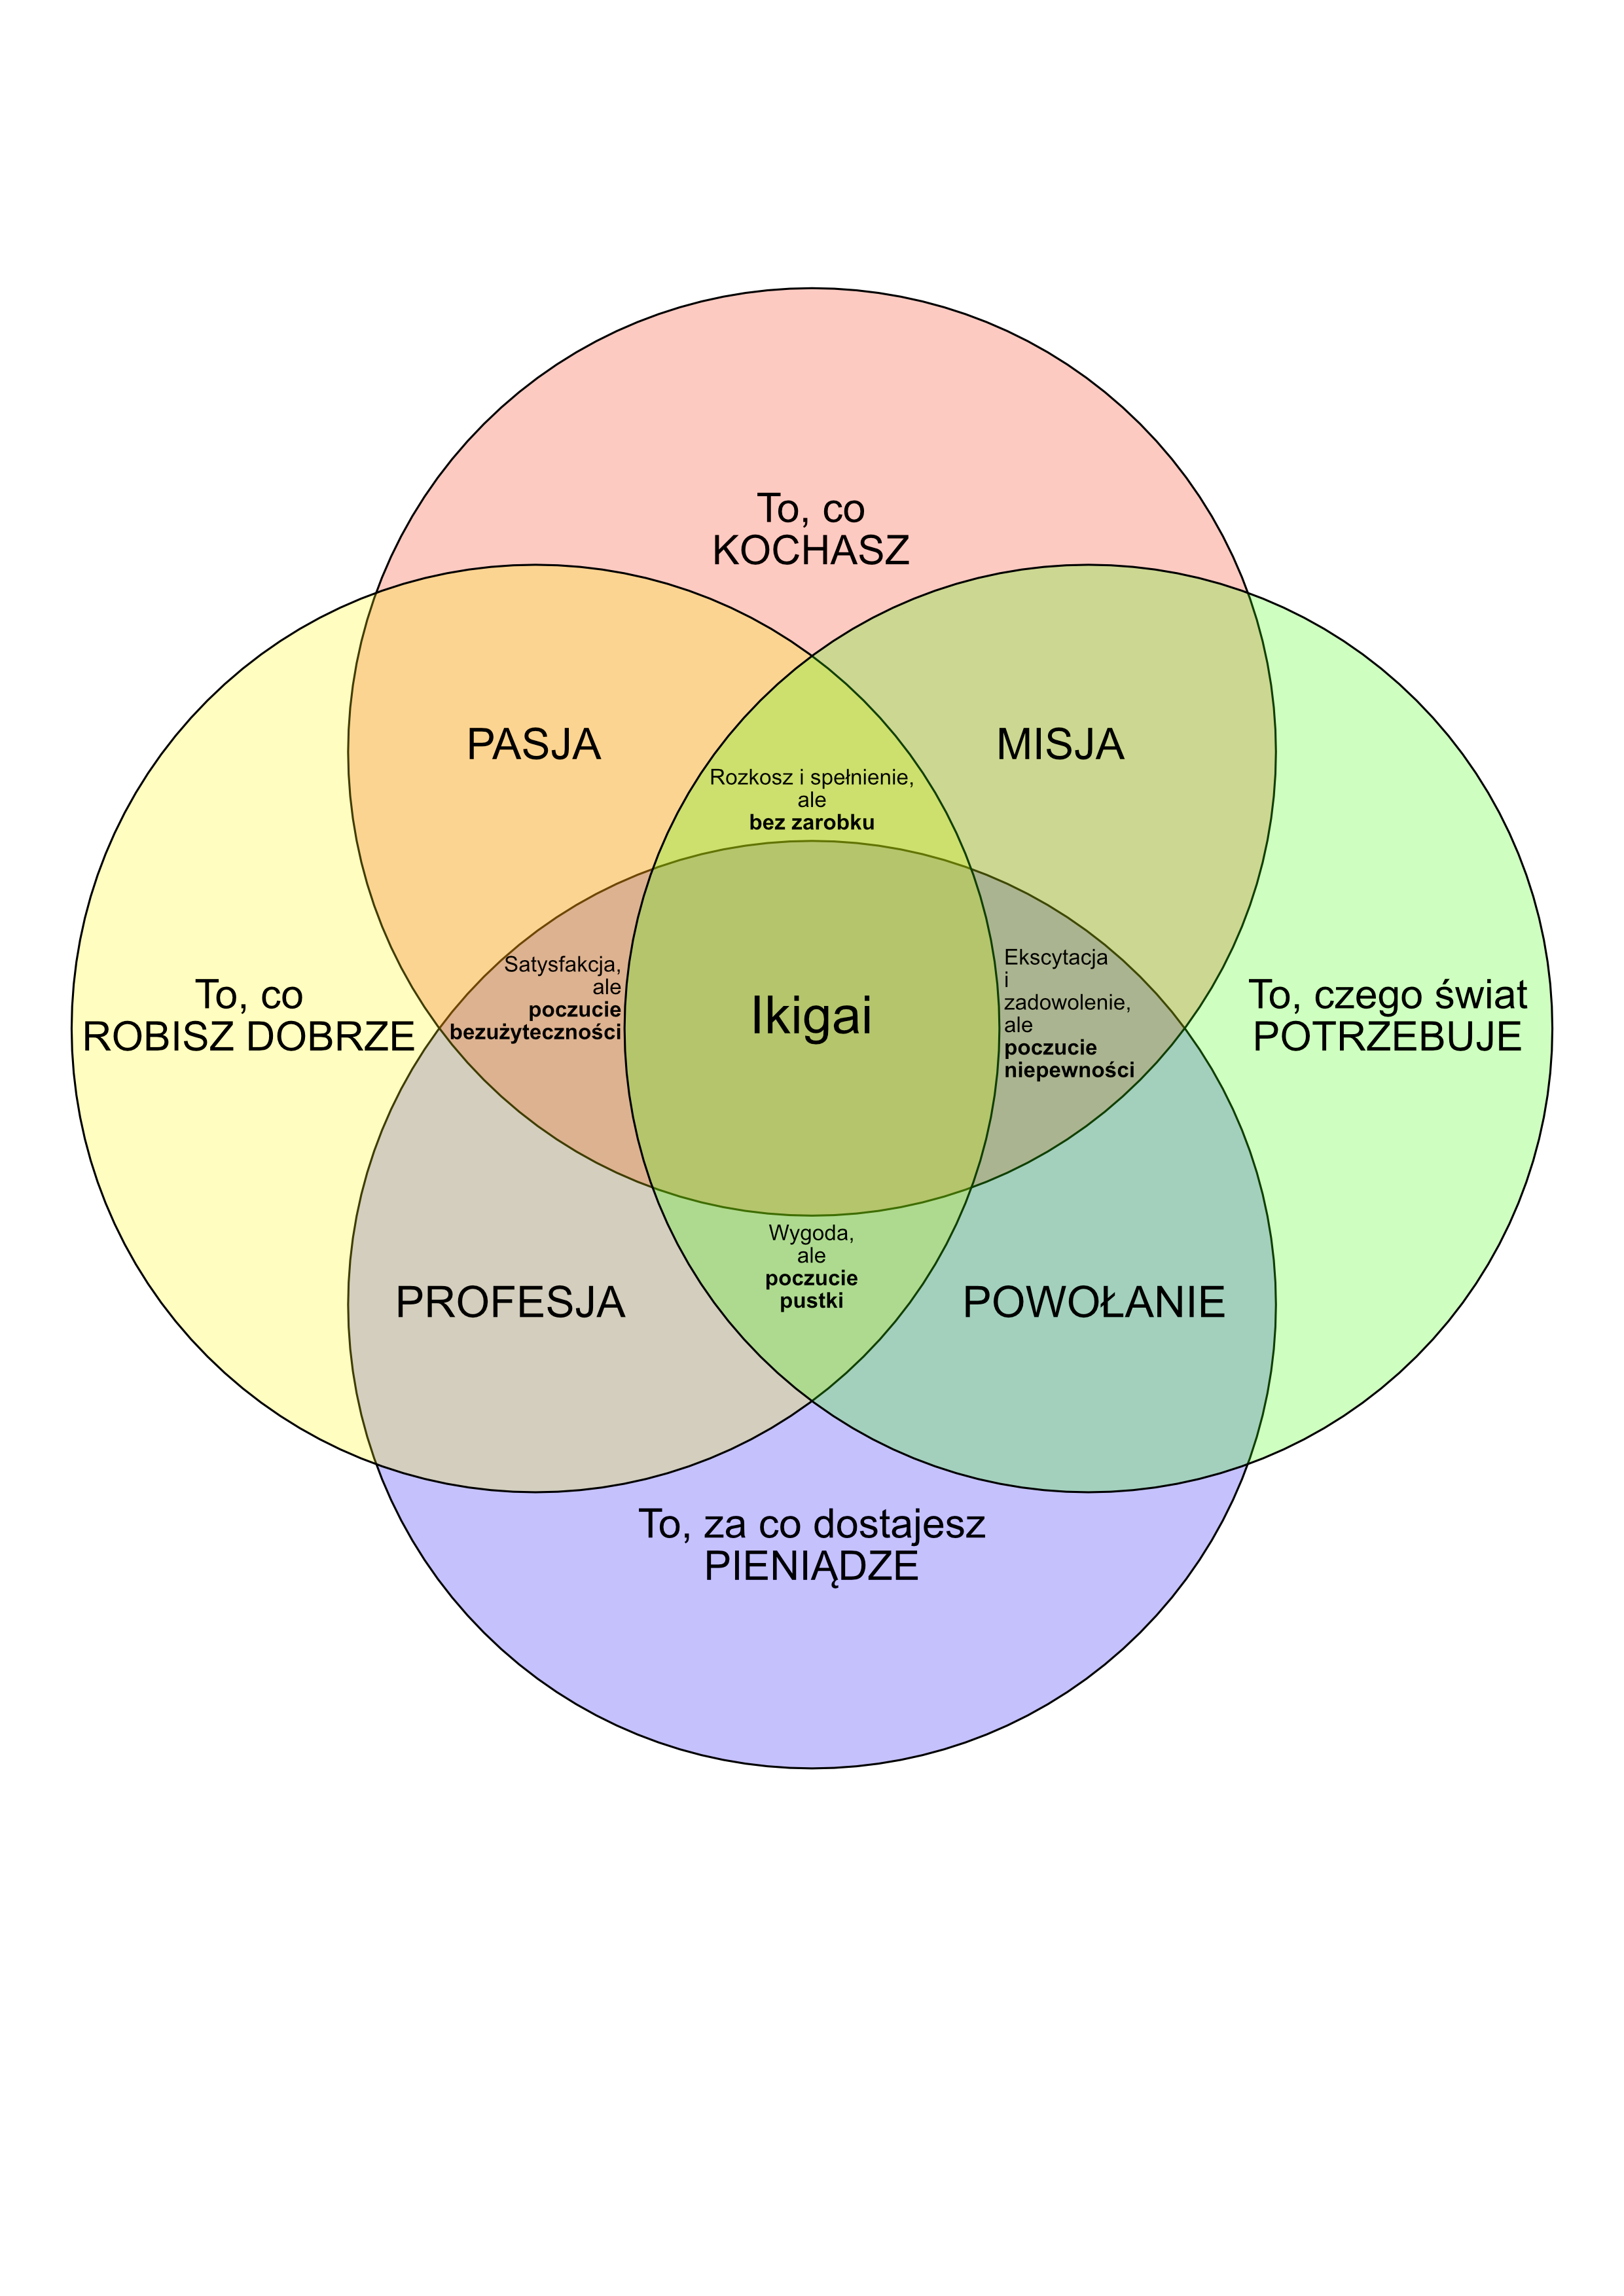 To, co
KOCHASZ
PASJA
MISJA
Rozkosz i spełnienie,
ale
bez zarobku
To, co
ROBISZ DOBRZE
Satysfakcja,
ale
poczucie
bezużyteczności
Ikigai
Ekscytacja
i
zadowolenie,
ale
poczucie
niepewności
To, czego świat
POTRZEBUJE
Wygoda,
ale
poczucie
pustki
PROFESJA
POWOŁANIE
To, za co dostajesz
PIENIĄDZE